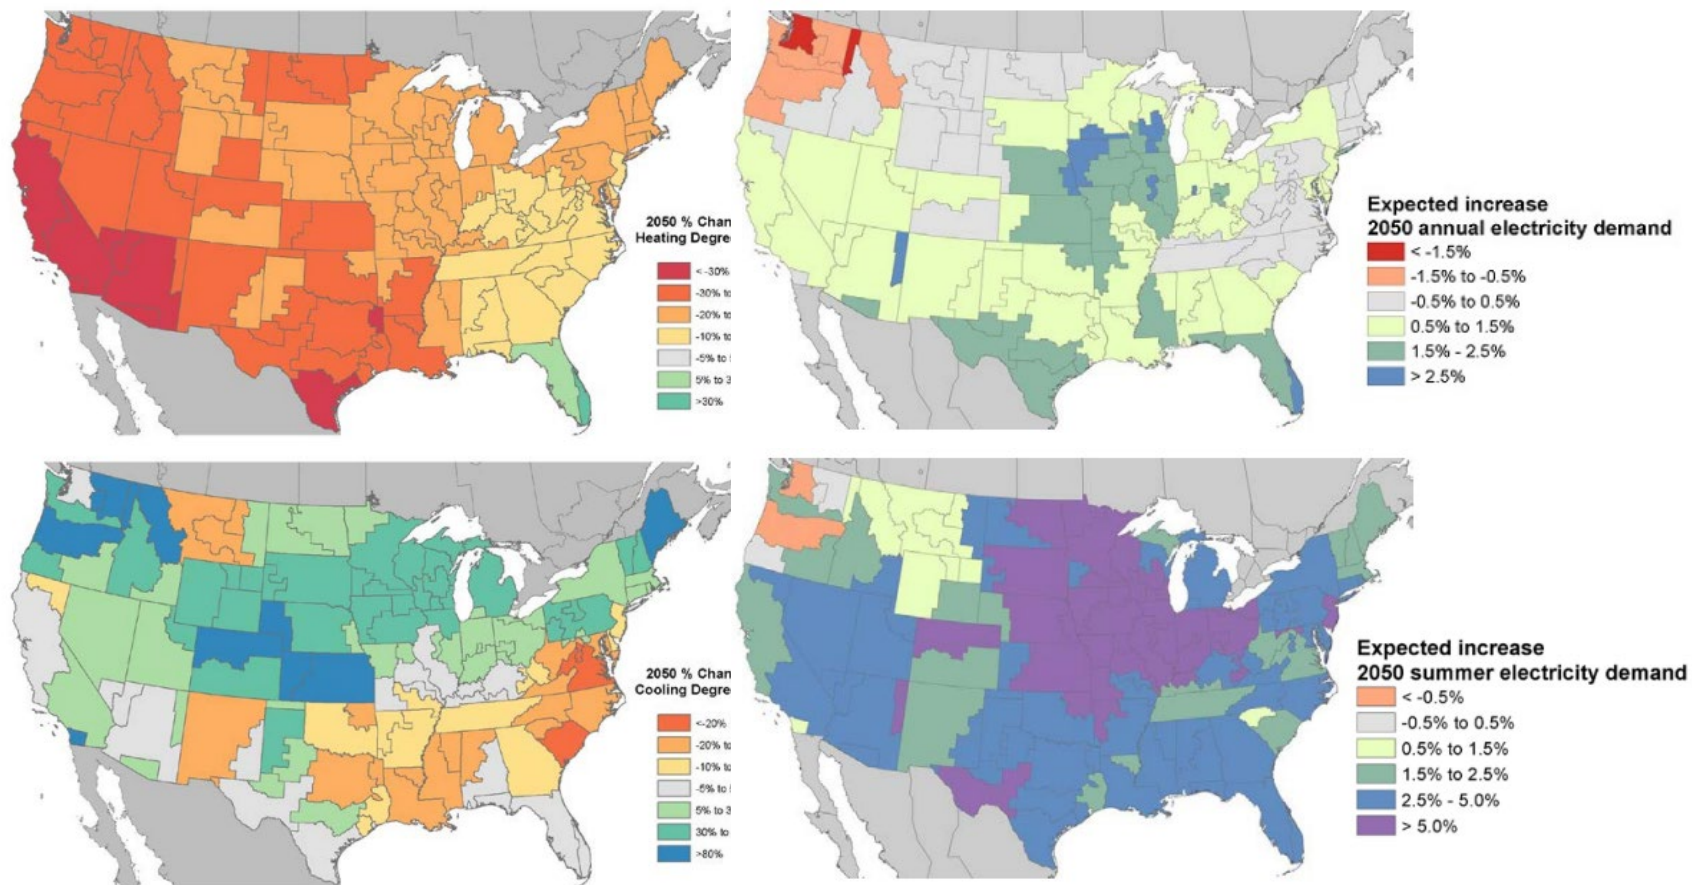 2050 % Chan
Heating Degre
< -30%
-30% to
-20% to
-10% to
-5% to
5% to 3
>30%
Expected increase
2050 annual electricity demand
< -1.5%
-1.5% to -0.5%
-0.5% to 0.5%
0.5% to 1.5%
1.5% - 2.5%
> 2.5%
2050 % Chan
Cooling Degre
<-20%
-20% to
-10% to
-5% to
5% to 3
30% to
>80%
Expected increase
2050 summer electricity demand
< -0.5%
-0.5% to 0.5%
0.5% to 1.5%
1.5% to 2.5%
2.5% - 5.0%
> 5.0%